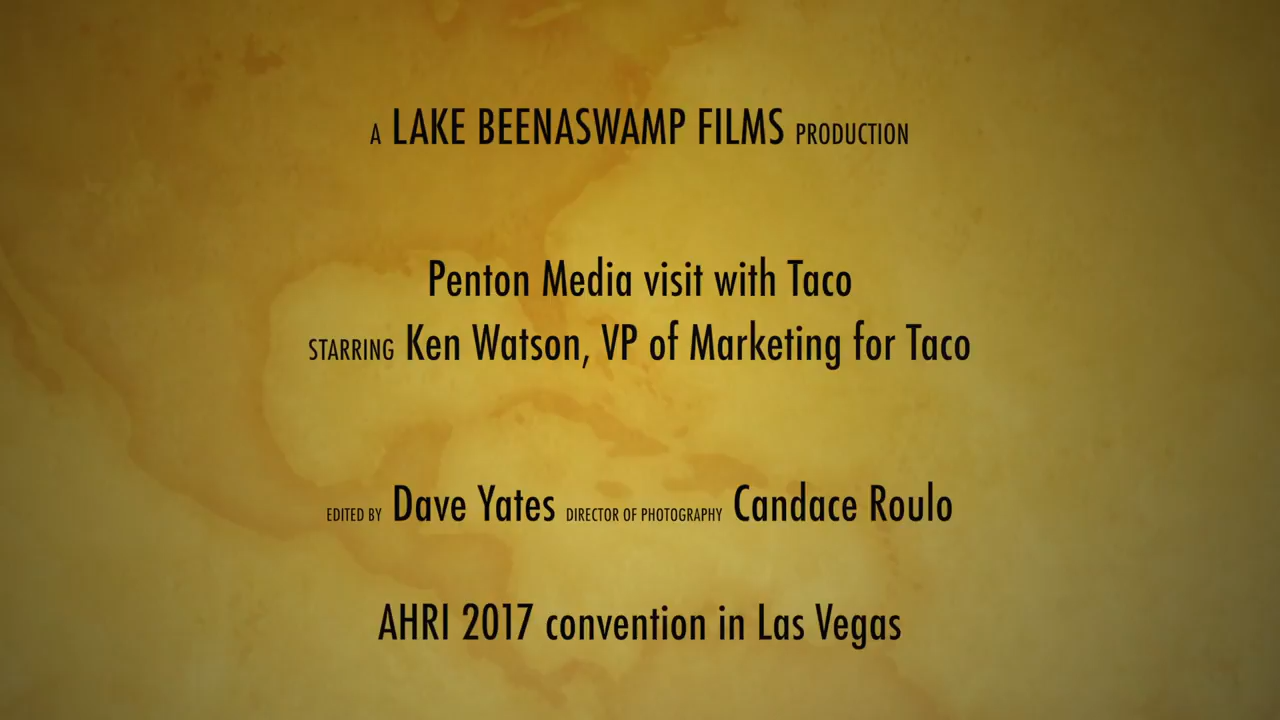 A LAKE BEENASWAMP FILMS PRODUCTION
Penton Media visit with Taco
STARRING Ken Watson, VP of Marketing for Taco
EDITED BY Dave Yates DIRECTOR OF PHOTOGRAPHY Candace Roulo
AHRI 2017 convention in Las Vegas